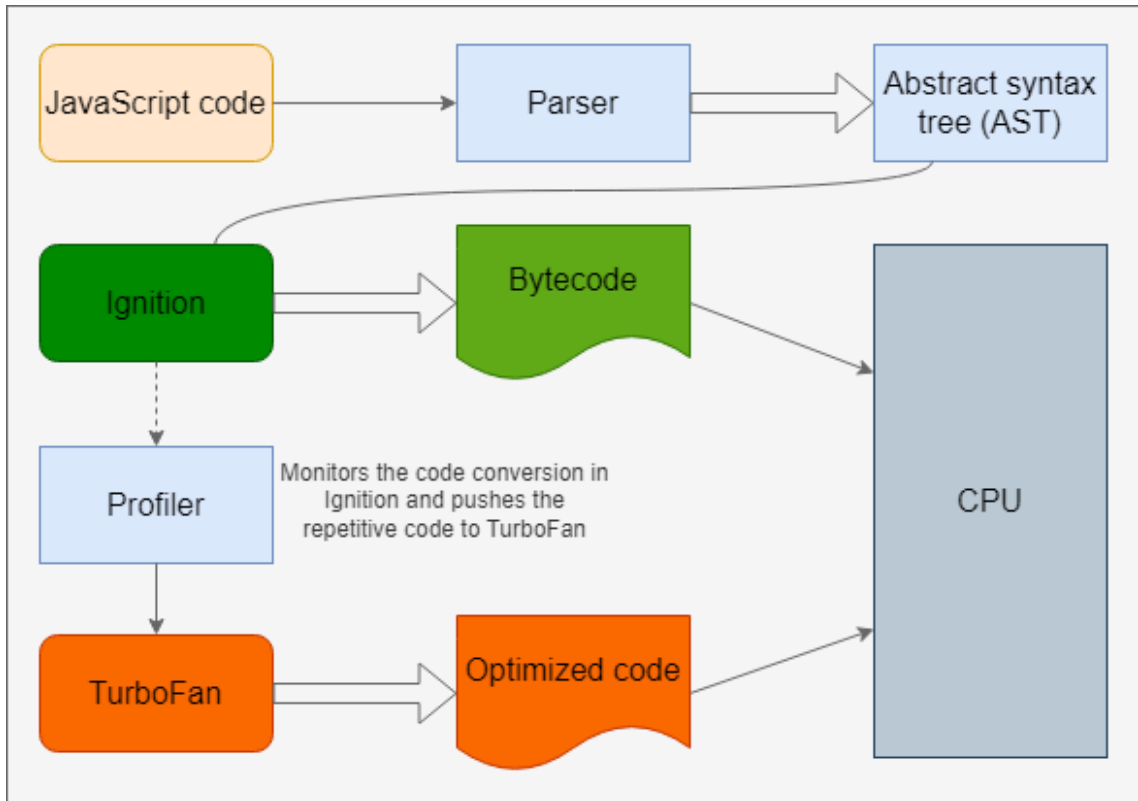 JavaScript code
Parser
Abstract syntax
tree (AST)
Ignition
Bytecode
CPU
Profiler
Monitors the code conversion in
Ignition and pushes the
repetitive code to TurboFan
TurboFan
Optimized code